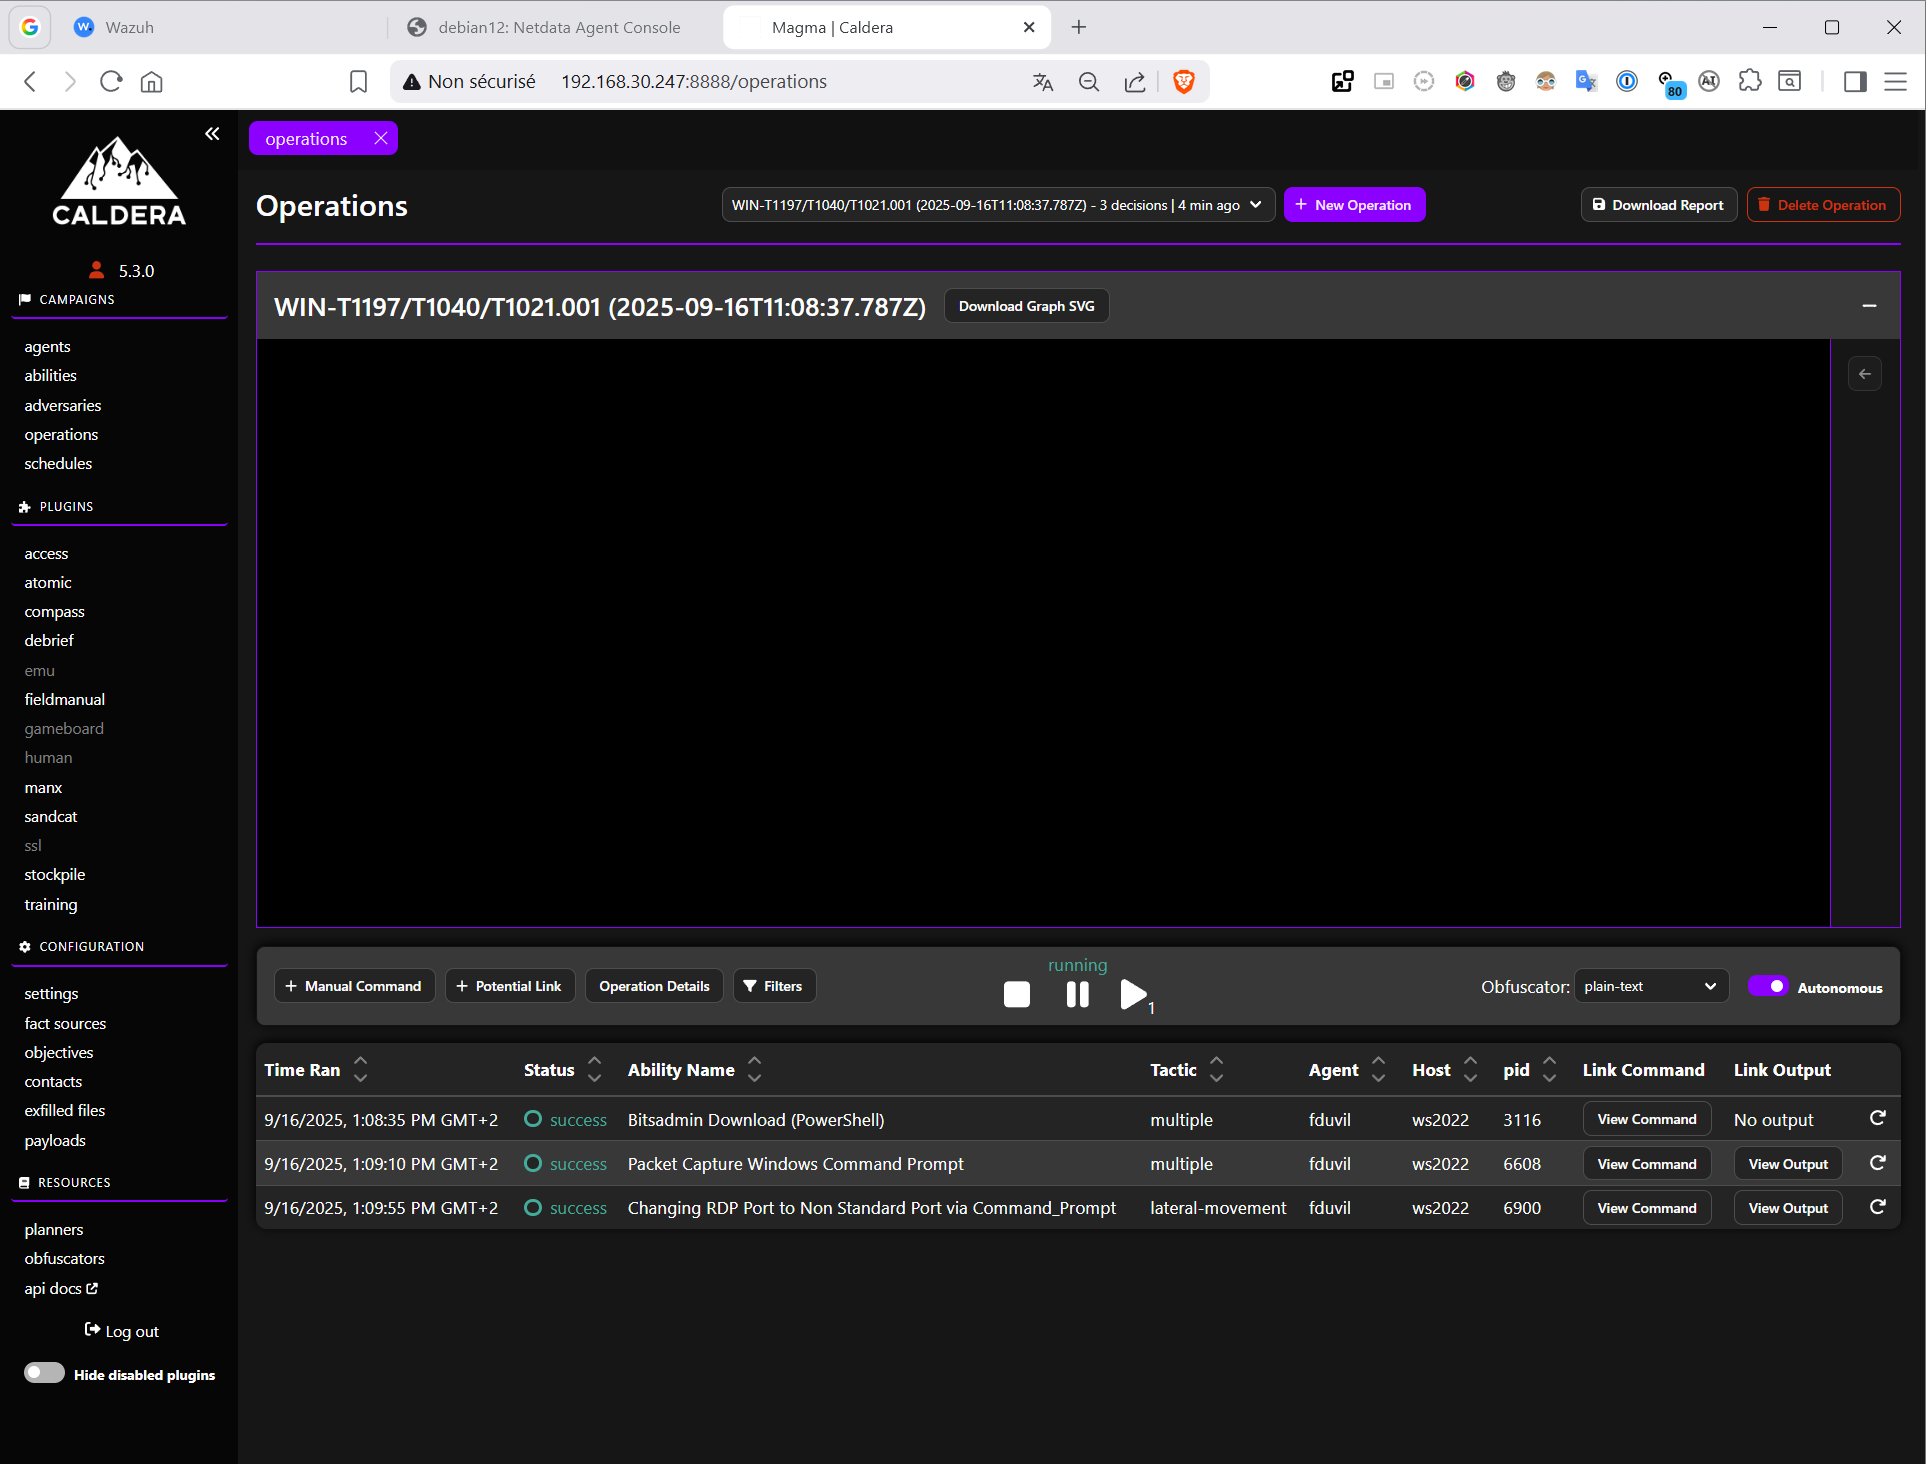 Wazuh
debian12: Netdata Agent Console
Magma | Caldera
Non sécurisé
192.168.30.247:8888/operations
80
CALDERA
5.3.0
CAMPAIGNS
agents
abilities
adversaries
operations
schedules
PLUGINS
access
atomic
compass
debrief
emu
fieldmanual
gameboard
human
manx
sandcat
ssl
stockpile
training
CONFIGURATION
settings
fact sources
objectives
contacts
exfilled files
payloads
RESOURCES
planners
obfuscators
api docs
Log out
Hide disabled plugins
operations
Operations
WIN-T1197/T1040/T1021.001 (2025-09-16T11:08:37.787Z) - 3 decisions | 4 min ago
New Operation
Download Report
Delete Operation
WIN-T1197/T1040/T1021.001 (2025-09-16T11:08:37.787Z)
Download Graph SVG
Manual Command
Potential Link
Operation Details
Filters
running
1
Obfuscator:
plain-text
Autonomous
Time Ran Status Ability Name Tactic Agent Host pid Link Command Link Output
9/16/2025, 1:08:35 PM GMT+2 success Bitsadmin Download (PowerShell) multiple fduvil ws2022 3116 View Command No output
9/16/2025, 1:09:10 PM GMT+2 success Packet Capture Windows Command Prompt multiple fduvil ws2022 6608 View Command View Output
9/16/2025, 1:09:55 PM GMT+2 success Changing RDP Port to Non Standard Port via Command_Prompt lateral-movement fduvil ws2022 6900 View Command View Output